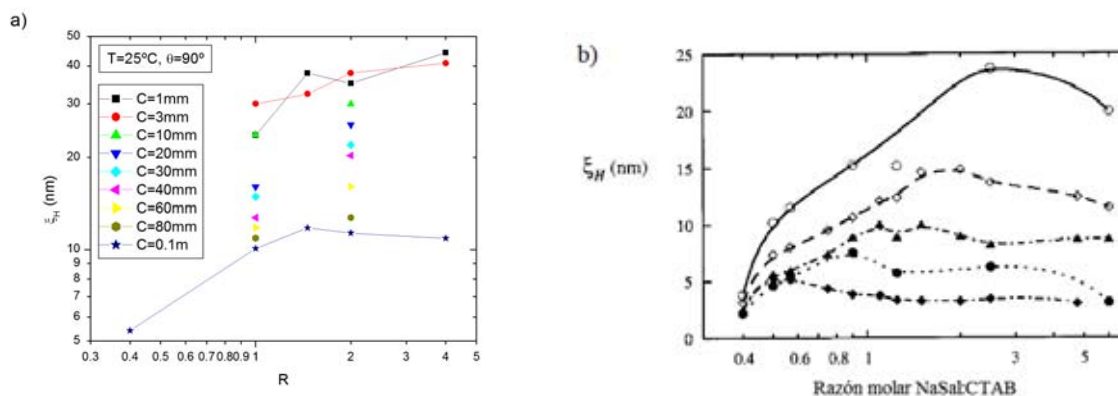 a)
50
40
30
20
10
9
8
7
6
5
ξH (nm)
T=25ºC, θ=90º
C=1mm
C=3mm
C=10mm
C=20mm
C=30mm
C=40mm
C=60mm
C=80mm
C=0.1m
0.3 0.4 0.5 0.6 0.7 0.8 0.9 1 2 3 4 5
R
b)
25
20
15
10
5
0
ξH (nm)
0.4 0.6 0.8 1 3 5
Razón molar NaSal:CTAB